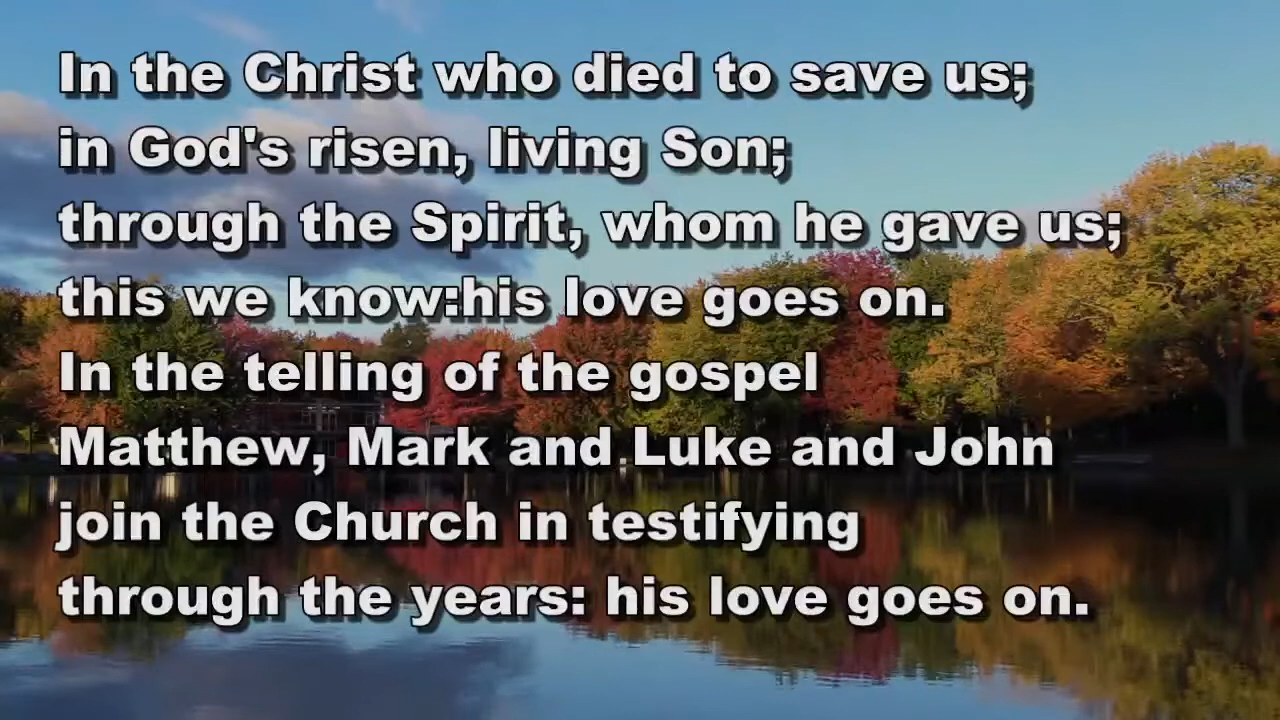 In the Christ who died to save us;
in God's risen, living Son;
through the Spirit, whom he gave us;
this we know:his love goes on.
In the telling of the gospel
Matthew, Mark and Luke and John
join the Church in testifying
through the years: his love goes on.